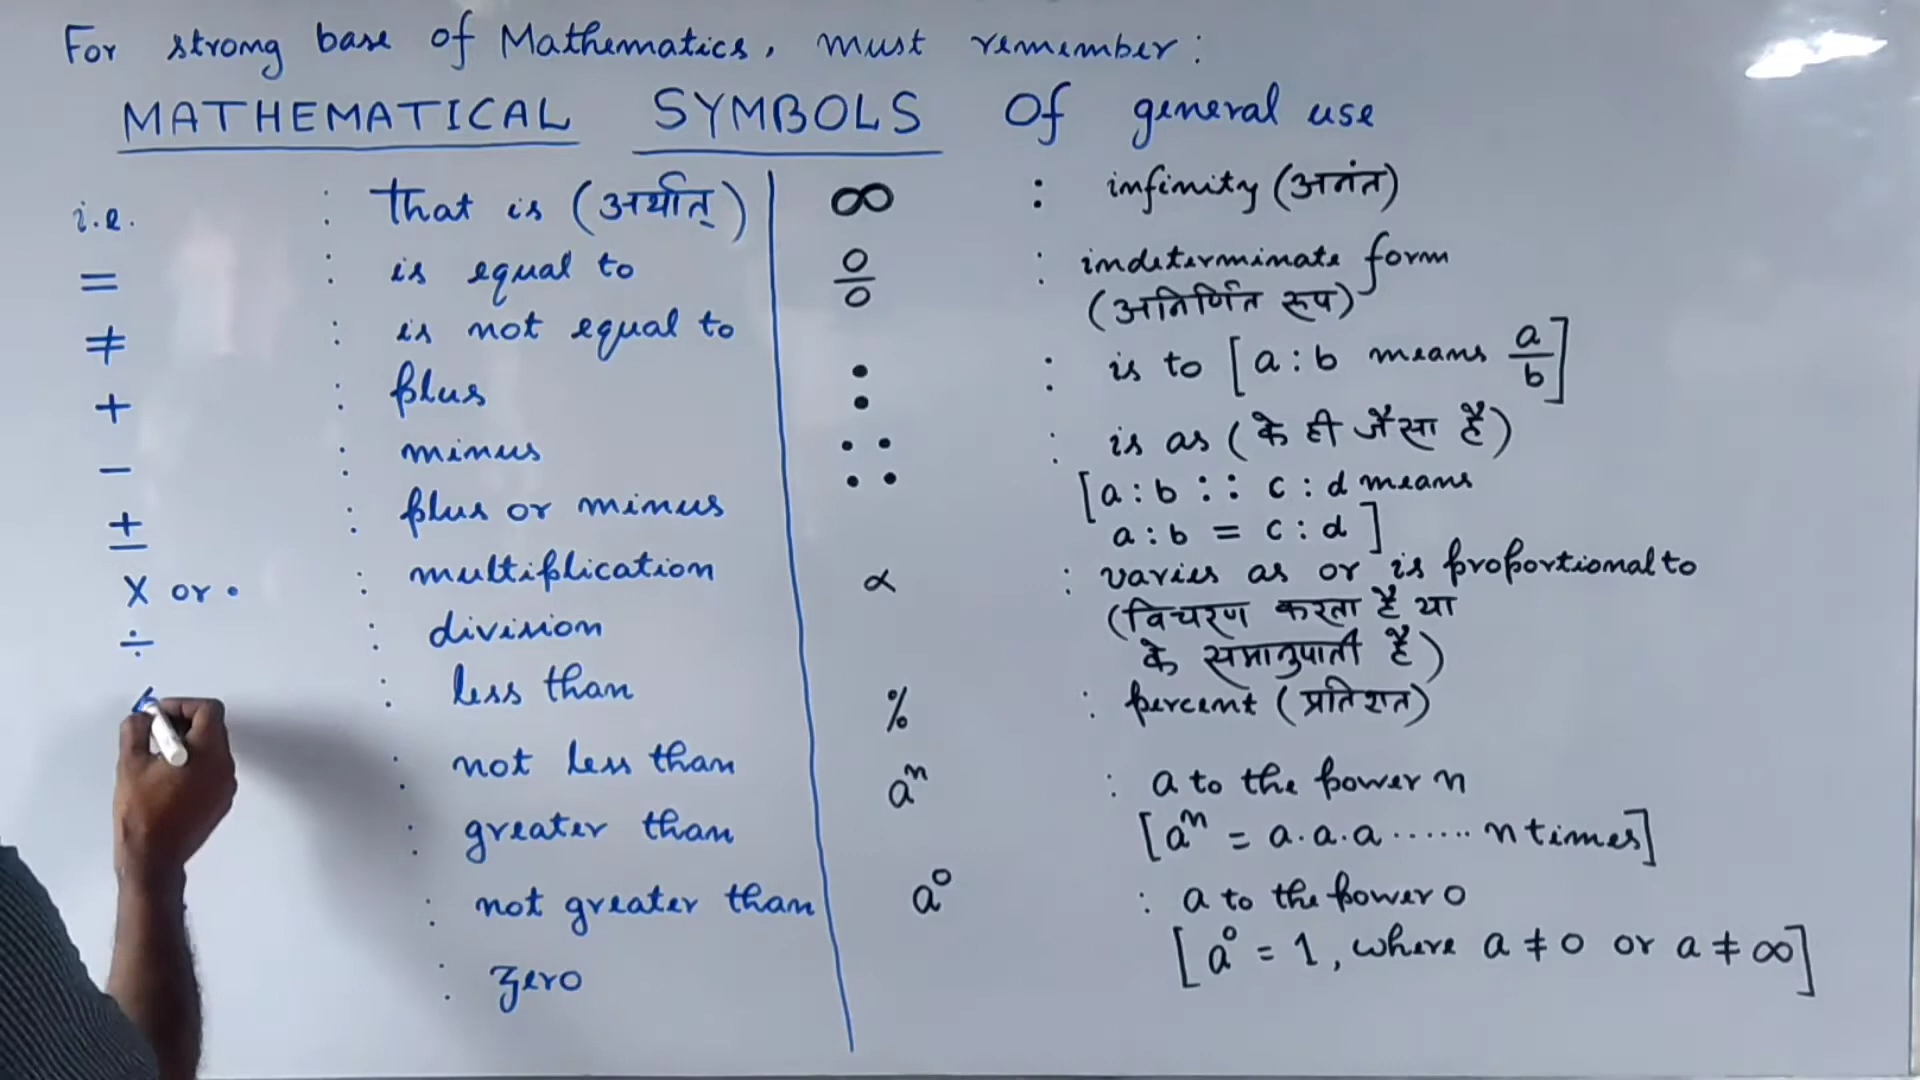 For strong base of Mathematics, must remember :
MATHEMATICAL SYMBOLS Of general use
i.e. : that is (अर्थात्)
= : is equal to
≠ : is not equal to
+ : plus
− : minus
± : plus or minus
× or • : multiplication
÷ : division
: less than
: not less than
: greater than
: not greater than
: zero
∞ : infinity (अनंत)
0/0 : indeterminate form
(अनिर्णित रूप)
: : is to [a : b means a/b]
:: : is as (के ही जैसा है)
[a : b :: c : d means
a : b = c : d]
∝ : varies as or is proportional to
(विचरण करता है या
के समानुपाती है)
% : percent (प्रतिशत)
aⁿ : a to the power n
[aⁿ = a.a.a ....... n times]
a⁰ : a to the power 0
[a⁰ = 1, where a ≠ 0 or a ≠ ∞]